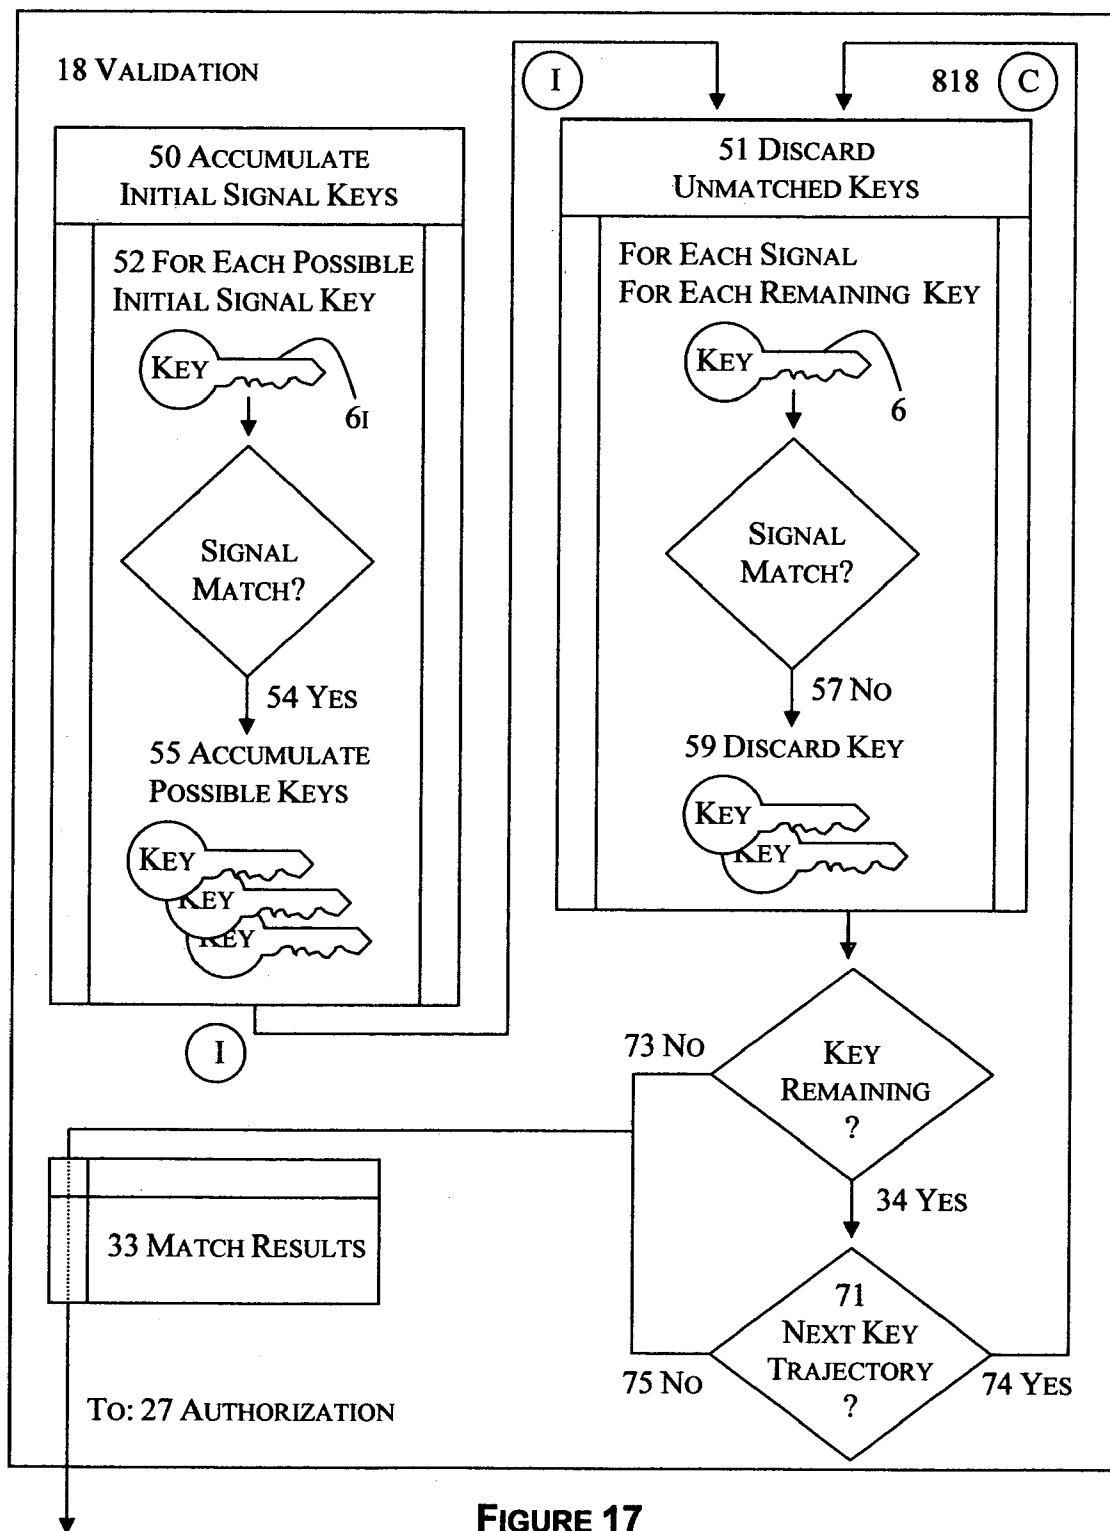 18 VALIDATION
I
818
C
50 ACCUMULATE
INITIAL SIGNAL KEYS
52 FOR EACH POSSIBLE
INITIAL SIGNAL KEY
KEY
6I
SIGNAL
MATCH?
54 YES
55 ACCUMULATE
POSSIBLE KEYS
KEY
KEY
KEY
I
51 DISCARD
UNMATCHED KEYS
FOR EACH SIGNAL
FOR EACH REMAINING KEY
KEY
6
SIGNAL
MATCH?
57 NO
59 DISCARD KEY
KEY
KEY
73 NO
KEY
REMAINING
?
34 YES
33 MATCH RESULTS
71
NEXT KEY
TRAJECTORY
?
75 NO
74 YES
TO: 27 AUTHORIZATION
FIGURE 17